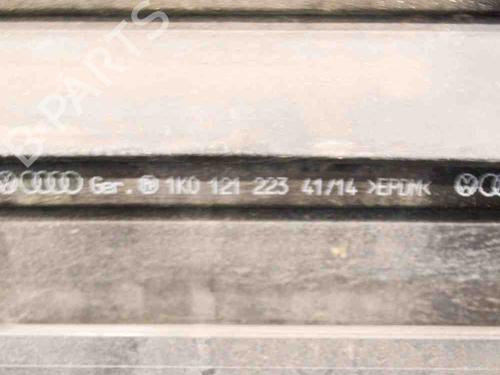 B-PARTS
Ger. 1K0 121 223 41/14 >EPDM<